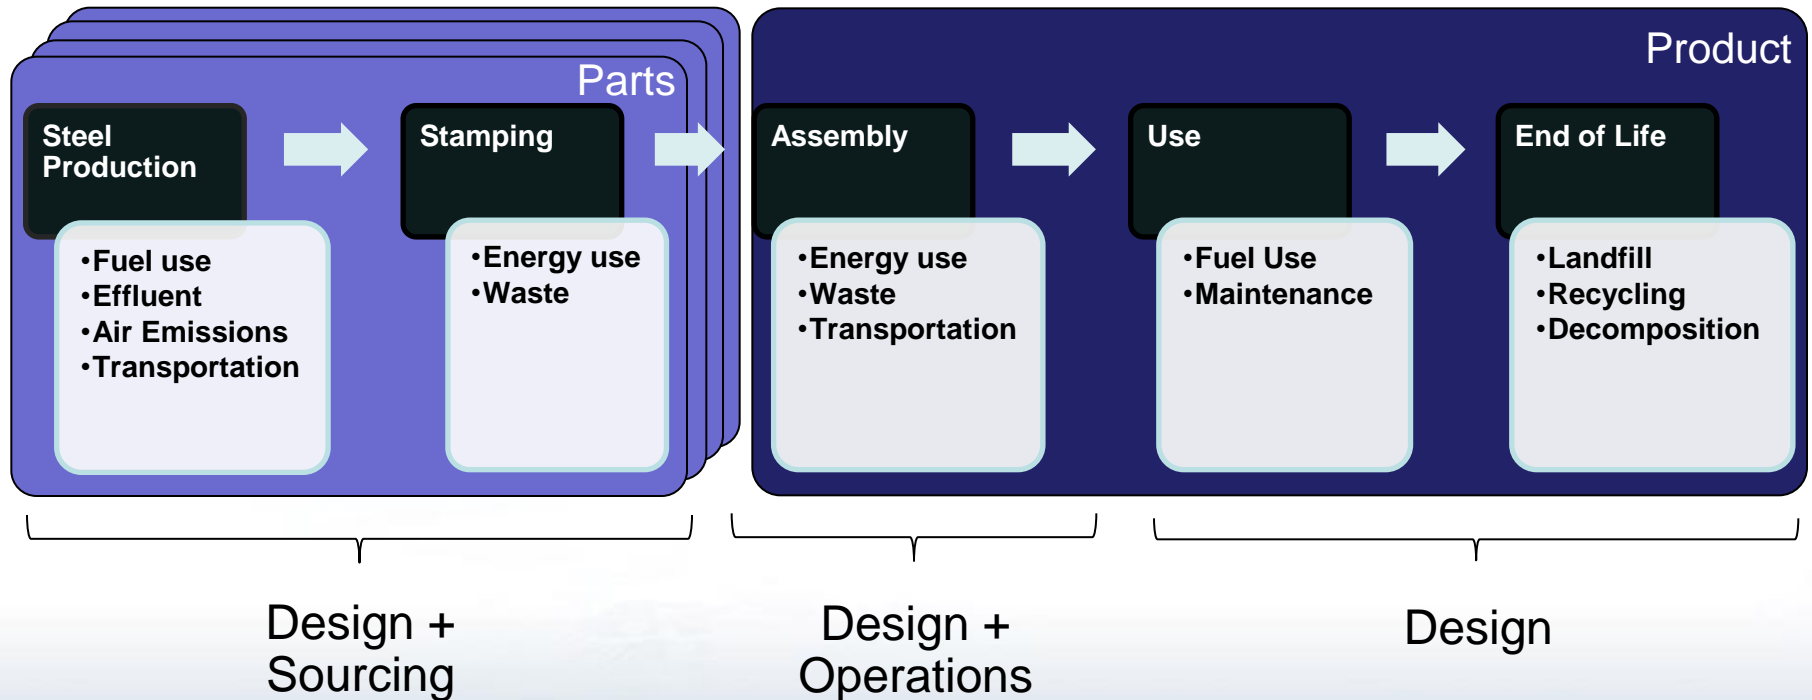 Parts
Product
Steel
Production
Stamping
Assembly
Use
End of Life
•Fuel use
•Effluent
•Air Emissions
•Transportation
•Energy use
•Waste
•Energy use
•Waste
•Transportation
•Fuel Use
•Maintenance
•Landfill
•Recycling
•Decomposition
Design +
Sourcing
Design +
Operations
Design